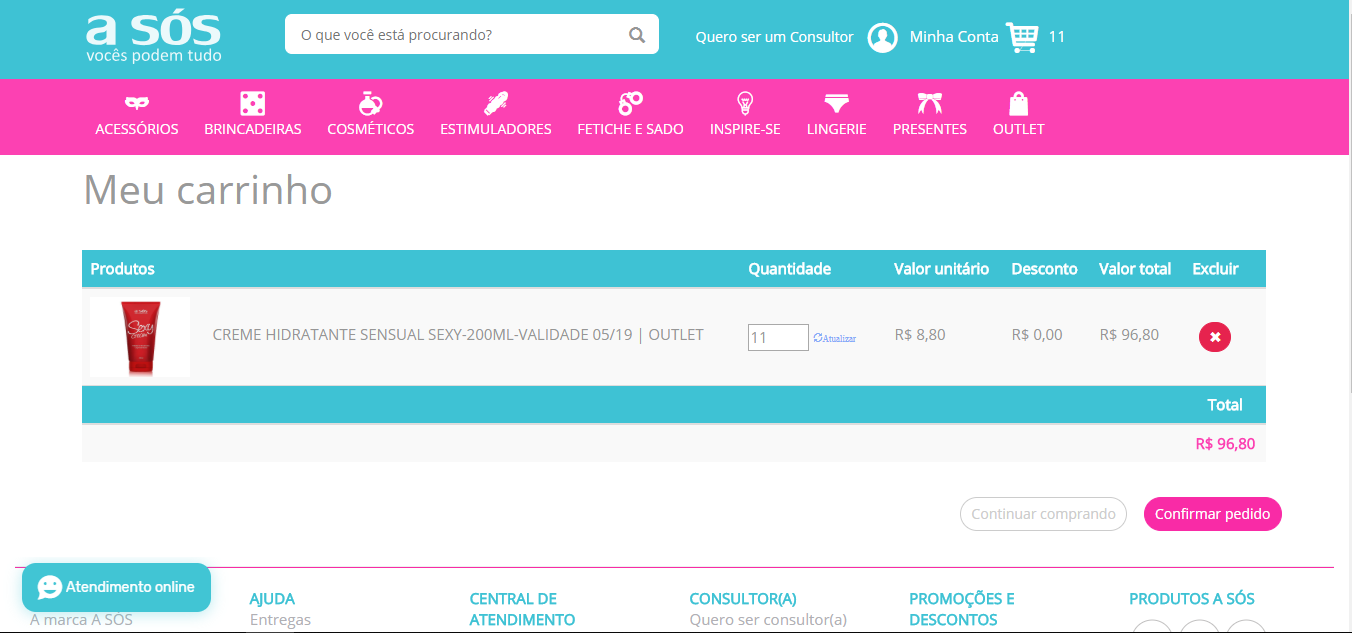 a sós
vocês podem tudo
O que você está procurando?
Quero ser um Consultor
Minha Conta
11
ACESSÓRIOS
BRINCADEIRAS
COSMÉTICOS
ESTIMULADORES
FETICHE E SADO
INSPIRE-SE
LINGERIE
PRESENTES
OUTLET
Meu carrinho
Produtos Quantidade Valor unitário Desconto Valor total Excluir
Sexy
CREME HIDRATANTE SENSUAL SEXY-200ML-VALIDADE 05/19 | OUTLET 11 Atualizar R$ 8,80 R$ 0,00 R$ 96,80
Total
R$ 96,80
Continuar comprando
Confirmar pedido
Atendimento online
A marca A SÓS
AJUDA
Entregas
CENTRAL DE
ATENDIMENTO
CONSULTOR(A)
Quero ser consultor(a)
PROMOÇÕES E
DESCONTOS
PRODUTOS A SÓS